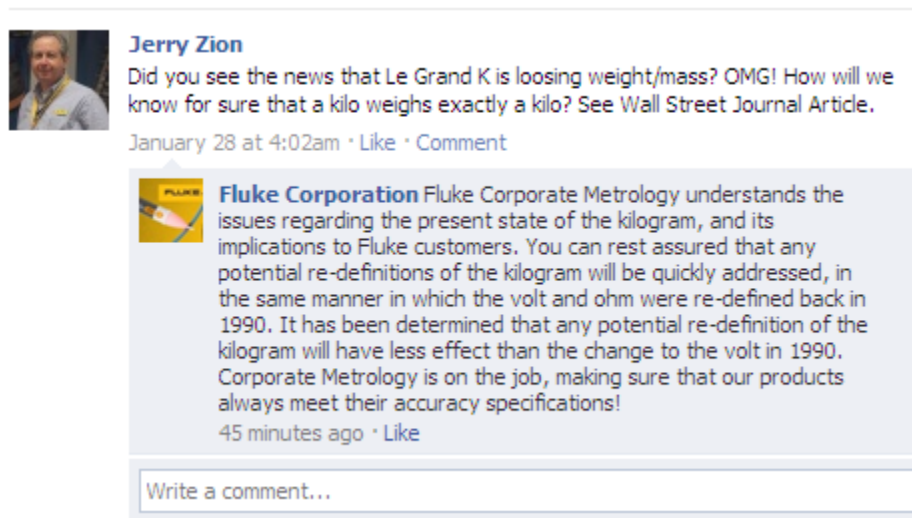 Jerry Zion
Did you see the news that Le Grand K is loosing weight/mass? OMG! How will we
know for sure that a kilo weighs exactly a kilo? See Wall Street Journal Article.
January 28 at 4:02am · Like · Comment
FLUKE
Fluke Corporation Fluke Corporate Metrology understands the
issues regarding the present state of the kilogram, and its
implications to Fluke customers. You can rest assured that any
potential re-definitions of the kilogram will be quickly addressed, in
the same manner in which the volt and ohm were re-defined back in
1990. It has been determined that any potential re-definition of the
kilogram will have less effect than the change to the volt in 1990.
Corporate Metrology is on the job, making sure that our products
always meet their accuracy specifications!
45 minutes ago · Like
Write a comment...